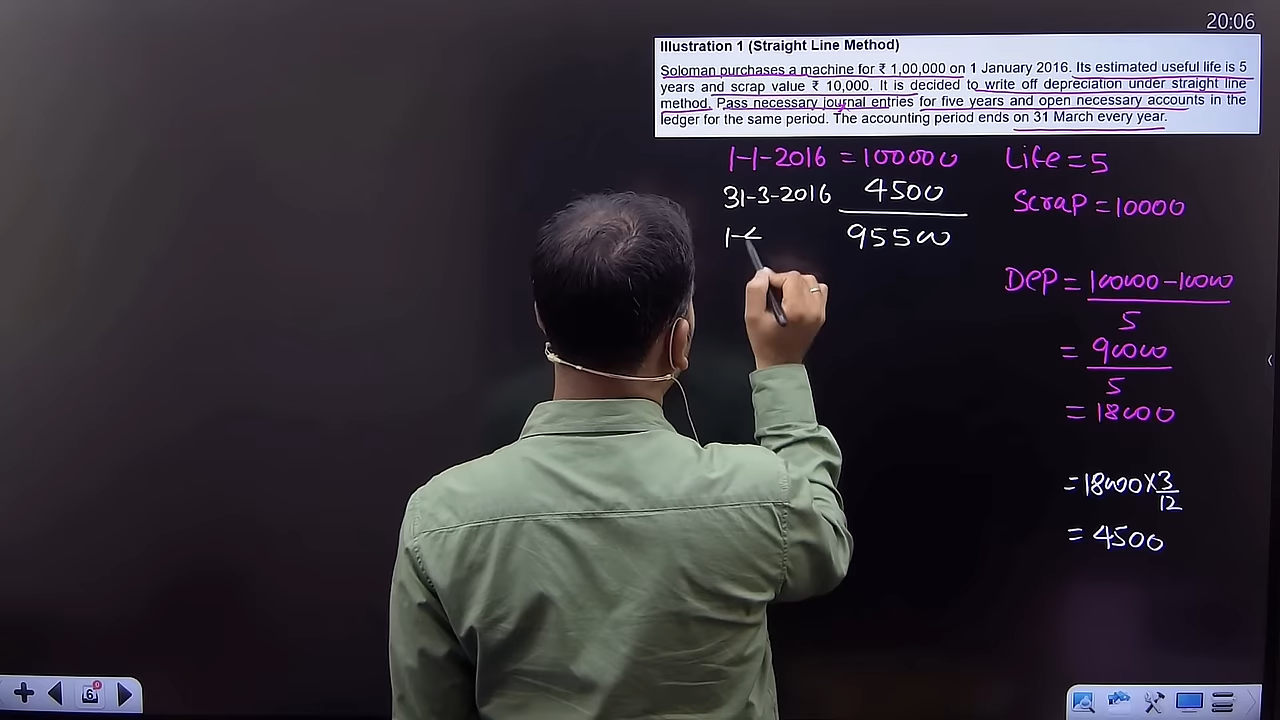 20:06
Illustration 1 (Straight Line Method)
Soloman purchases a machine for ₹ 1,00,000 on 1 January 2016. Its estimated useful life is 5
years and scrap value ₹ 10,000. It is decided to write off depreciation under straight line
method. Pass necessary journal entries for five years and open necessary accounts in the
ledger for the same period. The accounting period ends on 31 March every year.
1-1-2016 = 100000
31-3-2016 4500
1-4 95500
Life = 5
Scrap = 10000
Dep = 100000-10000
5
= 90000
5
= 18000
= 18000 × 3
12
= 4500
6